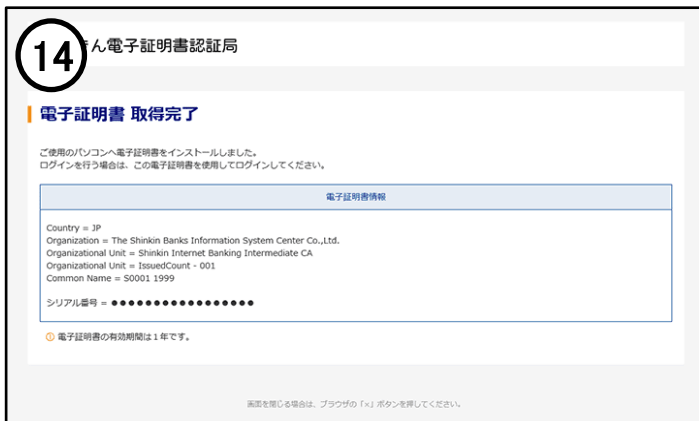 14
ん電子証明書認証局
電子証明書 取得完了
ご使用のパソコンへ電子証明書をインストールしました。
ログインを行う場合は、この電子証明書を使用してログインしてください。
電子証明書情報
Country = JP
Organization = The Shinkin Banks Information System Center Co.,Ltd.
Organizational Unit = Shinkin Internet Banking Intermediate CA
Organizational Unit = IssuedCount - 001
Common Name = S0001 1999
シリアル番号 = ●●●●●●●●●●●●●●●●●
電子証明書の有効期間は1年です。
画面を閉じる場合は、ブラウザの「×」ボタンを押してください。